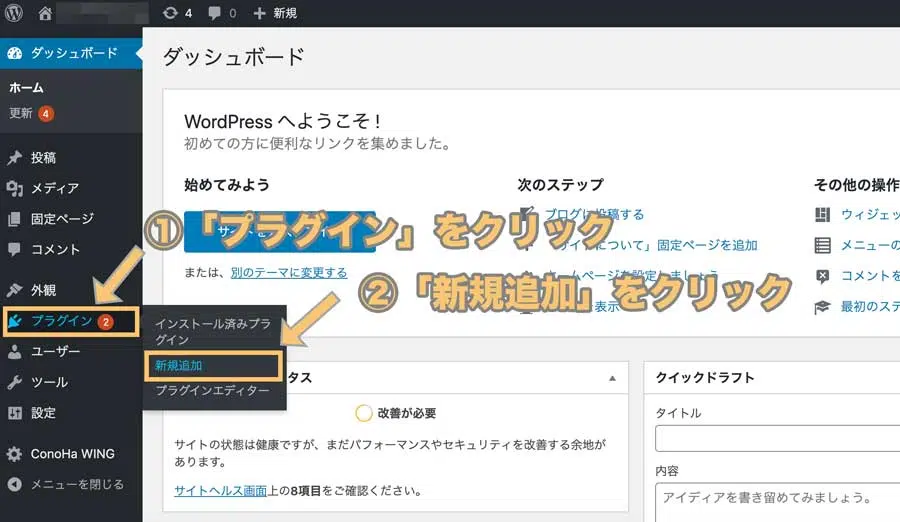 4
0
新規
ダッシュボード
ホーム
更新 4
投稿
メディア
固定ページ
コメント
外観
プラグイン 2
ユーザー
ツール
設定
ConoHa WING
メニューを閉じる
インストール済みプラ
グイン
新規追加
プラグインエディター
ダッシュボード
WordPress へようこそ !
初めての方に便利なリンクを集めました。
始めてみよう
または、別のテーマに変更する
①「プラグイン」をクリック
②「新規追加」をクリック
次のステップ
ブログに投稿する
について」固定ページを追加
ホームページを設定しましょう
表示
その他の操作
ウィジェッ
メニューの
コメントを
最初のステ
タス
改善が必要
サイトの状態は健康ですが、まだパフォーマンスやセキュリティを改善する余地が
あります。
サイトヘルス画面上の8項目をご確認ください。
クイックドラフト
タイトル
内容
アイディアを書き留めてみましょう。